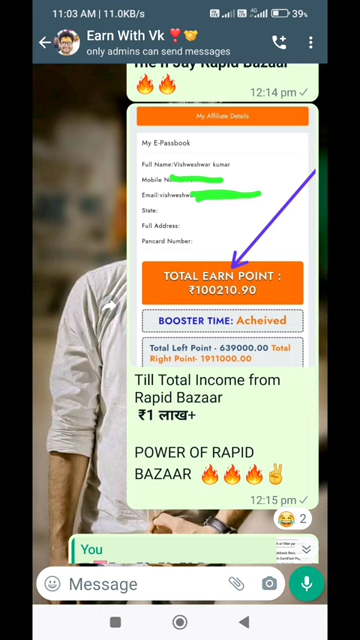 11:03 AM | 11.0KB/s
39%
Earn With Vk ❣️🦁
only admins can send messages
The n Jay Rapid Bazaar
🔥🔥
12:14 pm ✓
My Affiliate Details
My E-Passbook
Full Name:Vishweshwar kumar
Mobile No
Email:vishweshwa
State:
Full Address:
Pancard Number:
TOTAL EARN POINT :
₹100210.90
BOOSTER TIME: Acheived
Total Left Point - 639000.00 Total
Right Point- 1911000.00
Till Total Income from
Rapid Bazaar
₹1 लाख+
POWER OF RAPID
BAZAAR 🔥🔥🔥✌️
12:15 pm ✓
😂 2
You
Message